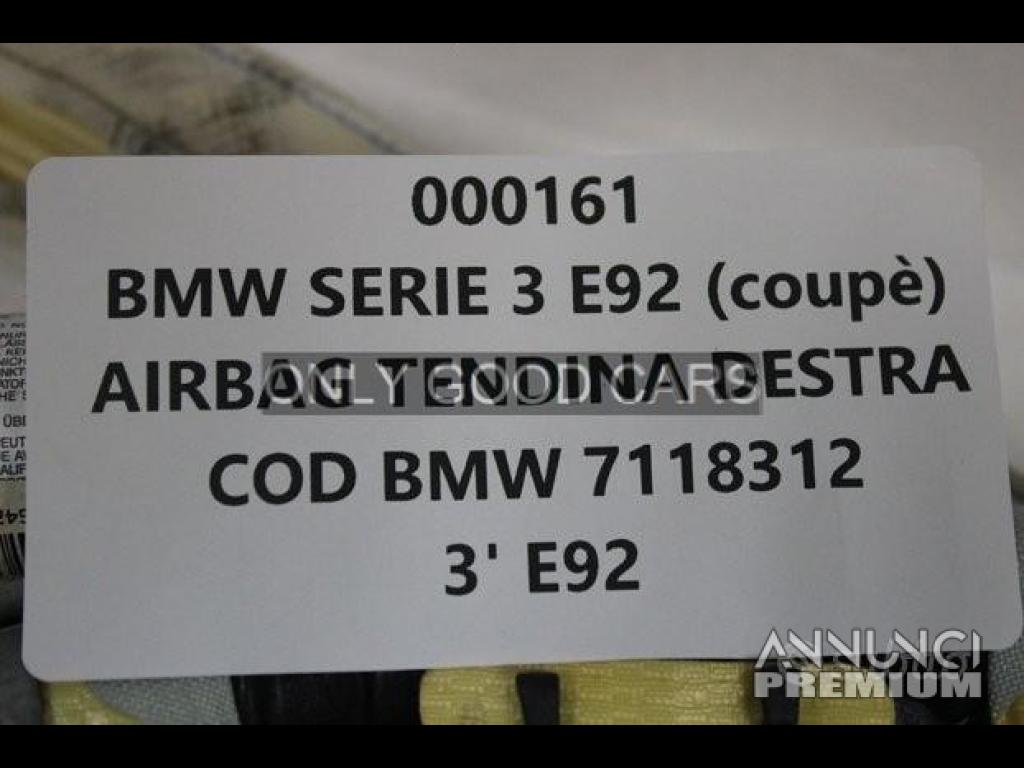 000161
BMW SERIE 3 E92 (coupè)
AIRBAG TENDINA DESTRA
ONLY GOOD CARS
COD BMW 7118312
3' E92
ANNUNCI
PREMIUM